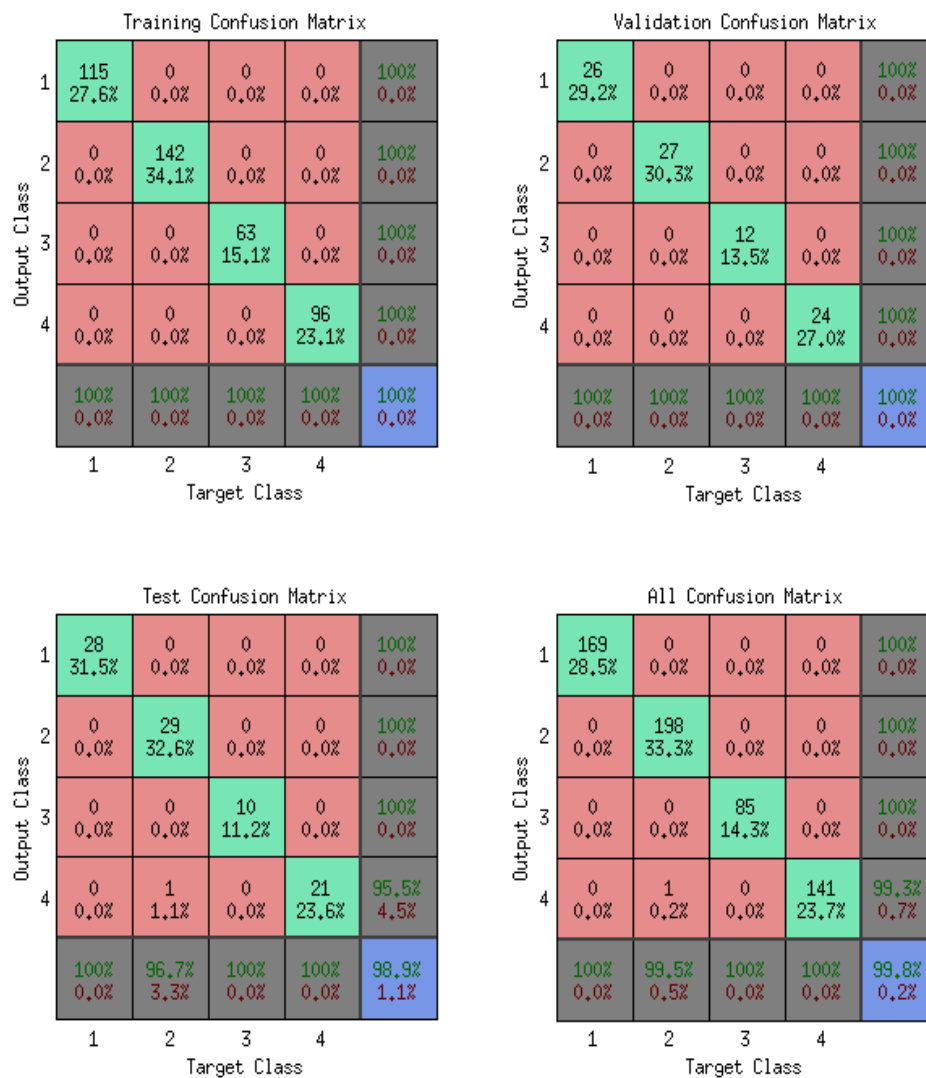 Training Confusion Matrix
1 115 0 0 0 100%
27.6% 0.0% 0.0% 0.0% 0.0%
2 0 142 0 0 100%
0.0% 34.1% 0.0% 0.0% 0.0%
3 0 0 63 0 100%
0.0% 0.0% 15.1% 0.0% 0.0%
4 0 0 0 96 100%
0.0% 0.0% 0.0% 23.1% 0.0%
100% 100% 100% 100% 100%
0.0% 0.0% 0.0% 0.0% 0.0%
1 2 3 4
Target Class
Output Class
Validation Confusion Matrix
1 26 0 0 0 100%
29.2% 0.0% 0.0% 0.0% 0.0%
2 0 27 0 0 100%
0.0% 30.3% 0.0% 0.0% 0.0%
3 0 0 12 0 100%
0.0% 0.0% 13.5% 0.0% 0.0%
4 0 0 0 24 100%
0.0% 0.0% 0.0% 27.0% 0.0%
100% 100% 100% 100% 100%
0.0% 0.0% 0.0% 0.0% 0.0%
1 2 3 4
Target Class
Output Class
Test Confusion Matrix
1 28 0 0 0 100%
31.5% 0.0% 0.0% 0.0% 0.0%
2 0 29 0 0 100%
0.0% 32.6% 0.0% 0.0% 0.0%
3 0 0 10 0 100%
0.0% 0.0% 11.2% 0.0% 0.0%
4 0 1 0 21 95.5%
0.0% 1.1% 0.0% 23.6% 4.5%
100% 96.7% 100% 100% 98.9%
0.0% 3.3% 0.0% 0.0% 1.1%
1 2 3 4
Target Class
Output Class
All Confusion Matrix
1 169 0 0 0 100%
28.5% 0.0% 0.0% 0.0% 0.0%
2 0 198 0 0 100%
0.0% 33.3% 0.0% 0.0% 0.0%
3 0 0 85 0 100%
0.0% 0.0% 14.3% 0.0% 0.0%
4 0 1 0 141 99.3%
0.0% 0.2% 0.0% 23.7% 0.7%
100% 99.5% 100% 100% 99.8%
0.0% 0.5% 0.0% 0.0% 0.2%
1 2 3 4
Target Class
Output Class